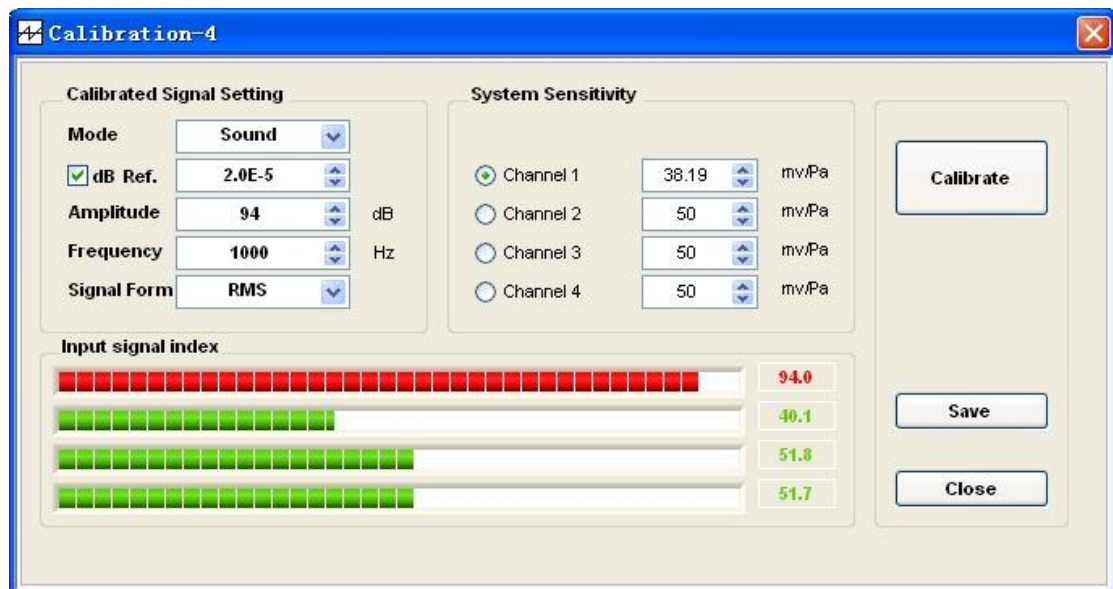 Calibration-4
Calibrated Signal Setting
Mode Sound
dB Ref. 2.0E-5
Amplitude 94 dB
Frequency 1000 Hz
Signal Form RMS
System Sensitivity
Channel 1 38.19 mv/Pa
Channel 2 50 mv/Pa
Channel 3 50 mv/Pa
Channel 4 50 mv/Pa
Calibrate
Input signal index
94.0
40.1
51.8
51.7
Save
Close